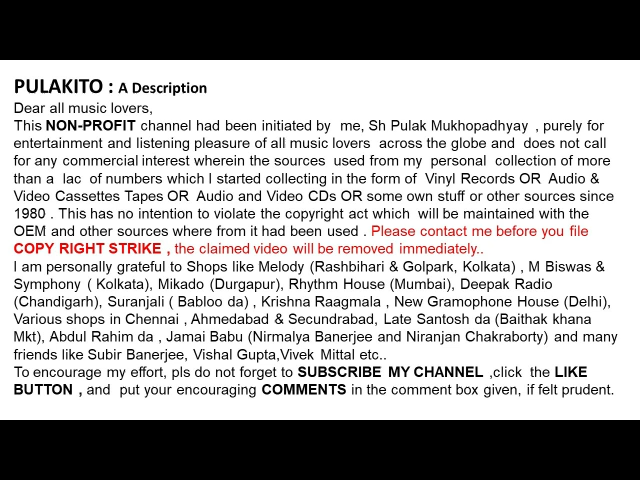 PULAKITO : A Description
Dear all music lovers,
This NON-PROFIT channel had been initiated by me, Sh Pulak Mukhopadhyay , purely for
entertainment and listening pleasure of all music lovers across the globe and does not call
for any commercial interest wherein the sources used from my personal collection of more
than a lac of numbers which I started collecting in the form of Vinyl Records OR Audio &
Video Cassettes Tapes OR Audio and Video CDs OR some own stuff or other sources since
1980 . This has no intention to violate the copyright act which will be maintained with the
OEM and other sources where from it had been used . Please contact me before you file
COPY RIGHT STRIKE , the claimed video will be removed immediately..
I am personally grateful to Shops like Melody (Rashbihari & Golpark, Kolkata) , M Biswas &
Symphony ( Kolkata), Mikado (Durgapur), Rhythm House (Mumbai), Deepak Radio
(Chandigarh), Suranjali ( Babloo da) , Krishna Raagmala , New Gramophone House (Delhi),
Various shops in Chennai , Ahmedabad & Secundrabad, Late Santosh da (Baithak khana
Mkt), Abdul Rahim da , Jamai Babu (Nirmalya Banerjee and Niranjan Chakraborty) and many
friends like Subir Banerjee, Vishal Gupta,Vivek Mittal etc..
To encourage my effort, pls do not forget to SUBSCRIBE MY CHANNEL ,click the LIKE
BUTTON , and put your encouraging COMMENTS in the comment box given, if felt prudent.